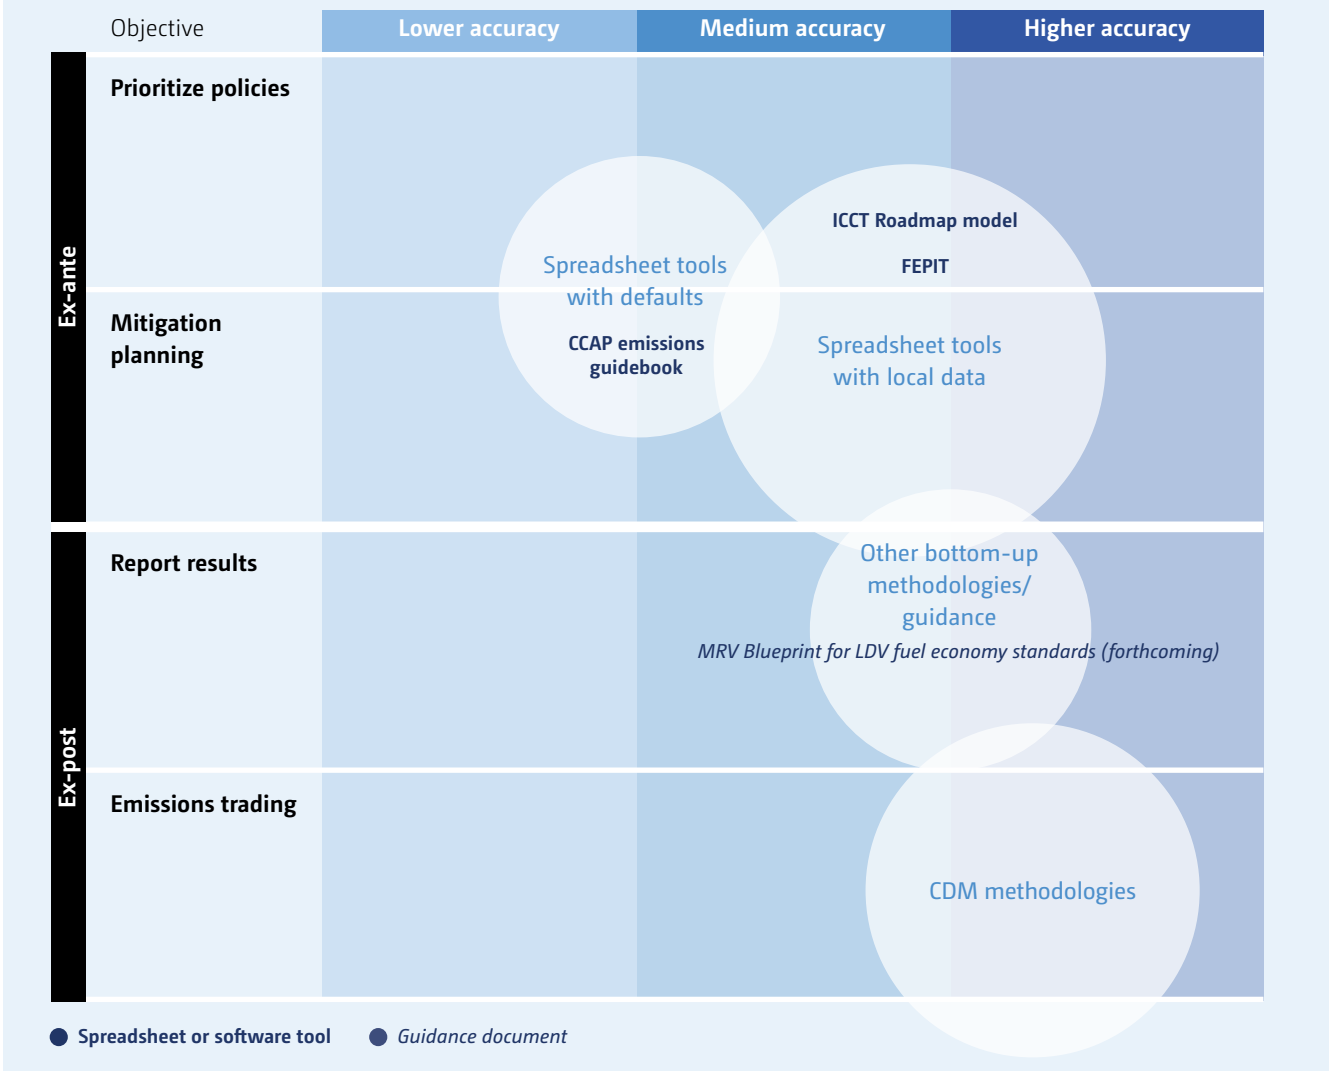 Objective
Lower accuracy
Medium accuracy
Higher accuracy
Ex-ante
Prioritize policies
ICCT Roadmap model
FEPIT
Spreadsheet tools
with defaults
CCAP emissions
guidebook
Mitigation
planning
Spreadsheet tools
with local data
Ex-post
Report results
Other bottom-up
methodologies/
guidance
MRV Blueprint for LDV fuel economy standards (forthcoming)
Emissions trading
CDM methodologies
Spreadsheet or software tool
Guidance document